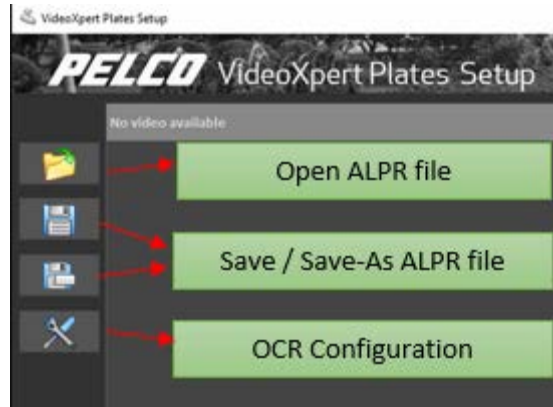 VideoXpert Plates Setup
PELCO VideoXpert Plates Setup
No video available
Open ALPR file
Save / Save-As ALPR file
OCR Configuration